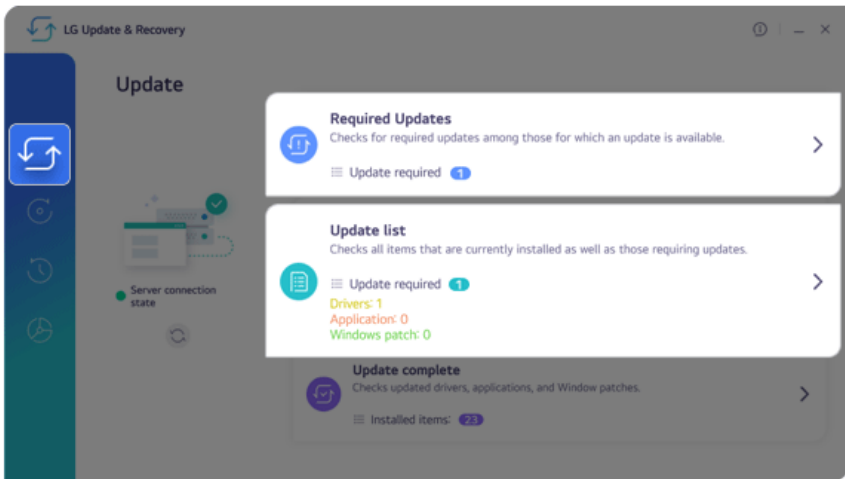 LG Update & Recovery
Update
Required Updates
Checks for required updates among those for which an update is available.
Update required 1
Update list
Checks all items that are currently installed as well as those requiring updates.
Update required 1
Drivers: 1
Application: 0
Windows patch: 0
Server connection
state
Update complete
Checks updated drivers, applications, and Window patches.
Installed items: 23